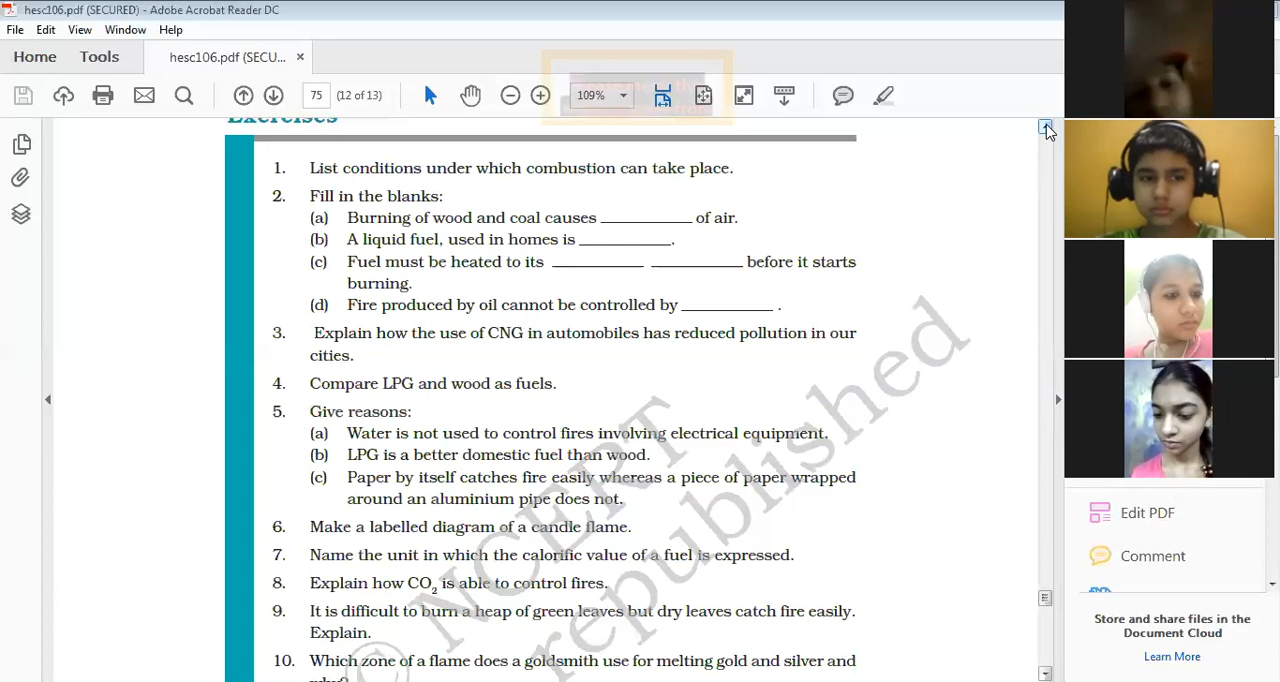 hesc106.pdf (SECURED) - Adobe Acrobat Reader DC
File Edit View Window Help
Home Tools hesc106.pdf (SECU... ×
75 (12 of 13) 109%
Exercises
1. List conditions under which combustion can take place.
2. Fill in the blanks:
(a) Burning of wood and coal causes ____________ of air.
(b) A liquid fuel, used in homes is ____________.
(c) Fuel must be heated to its ____________ ____________ before it starts
burning.
(d) Fire produced by oil cannot be controlled by ____________ .
3. Explain how the use of CNG in automobiles has reduced pollution in our
cities.
4. Compare LPG and wood as fuels.
5. Give reasons:
(a) Water is not used to control fires involving electrical equipment.
(b) LPG is a better domestic fuel than wood.
(c) Paper by itself catches fire easily whereas a piece of paper wrapped
around an aluminium pipe does not.
6. Make a labelled diagram of a candle flame.
7. Name the unit in which the calorific value of a fuel is expressed.
8. Explain how CO2 is able to control fires.
9. It is difficult to burn a heap of green leaves but dry leaves catch fire easily.
Explain.
10. Which zone of a flame does a goldsmith use for melting gold and silver and
why?
© NCERT
republished
Edit PDF
Comment
Store and share files in the
Document Cloud
Learn More